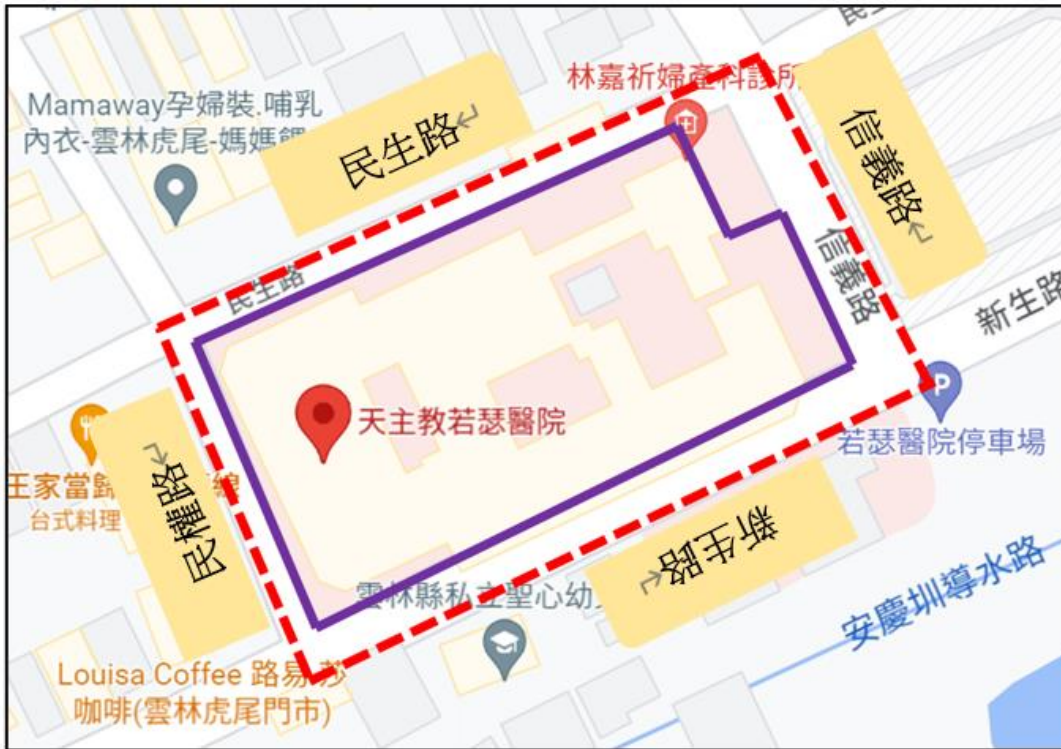 林嘉祈婦產科診所
Mamaway孕婦裝.哺乳
內衣-雲林虎尾-媽媽餵
民生路
信義路
民生路
信義路
新生路
天主教若瑟醫院
P
若瑟醫院停車場
王家當歸
線
台式料理
民權路
新生路
雲林縣私立聖心幼
安慶圳導水路
Louisa Coffee 路易.莎
咖啡(雲林虎尾門市)